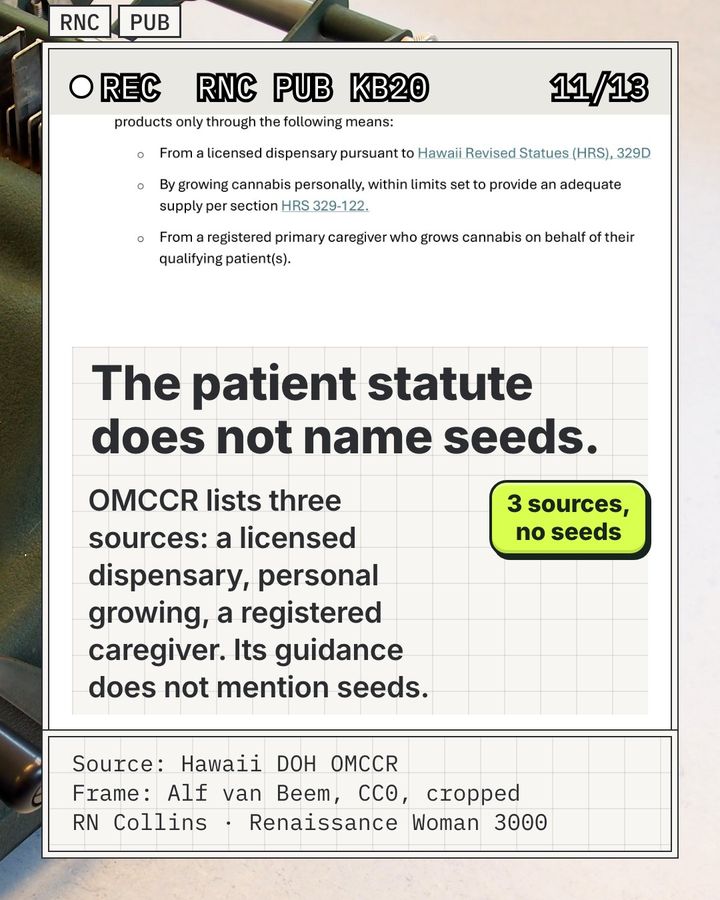 RNC PUB
REC RNC PUB KB20 11/13
products only through the following means:
From a licensed dispensary pursuant to Hawaii Revised Statues (HRS), 329D
By growing cannabis personally, within limits set to provide an adequate
supply per section HRS 329-122.
From a registered primary caregiver who grows cannabis on behalf of their
qualifying patient(s).
The patient statute
does not name seeds.
OMCCR lists three
sources: a licensed
dispensary, personal
growing, a registered
caregiver. Its guidance
does not mention seeds.
3 sources,
no seeds
Source: Hawaii DOH OMCCR
Frame: Alf van Beem, CC0, cropped
RN Collins · Renaissance Woman 3000